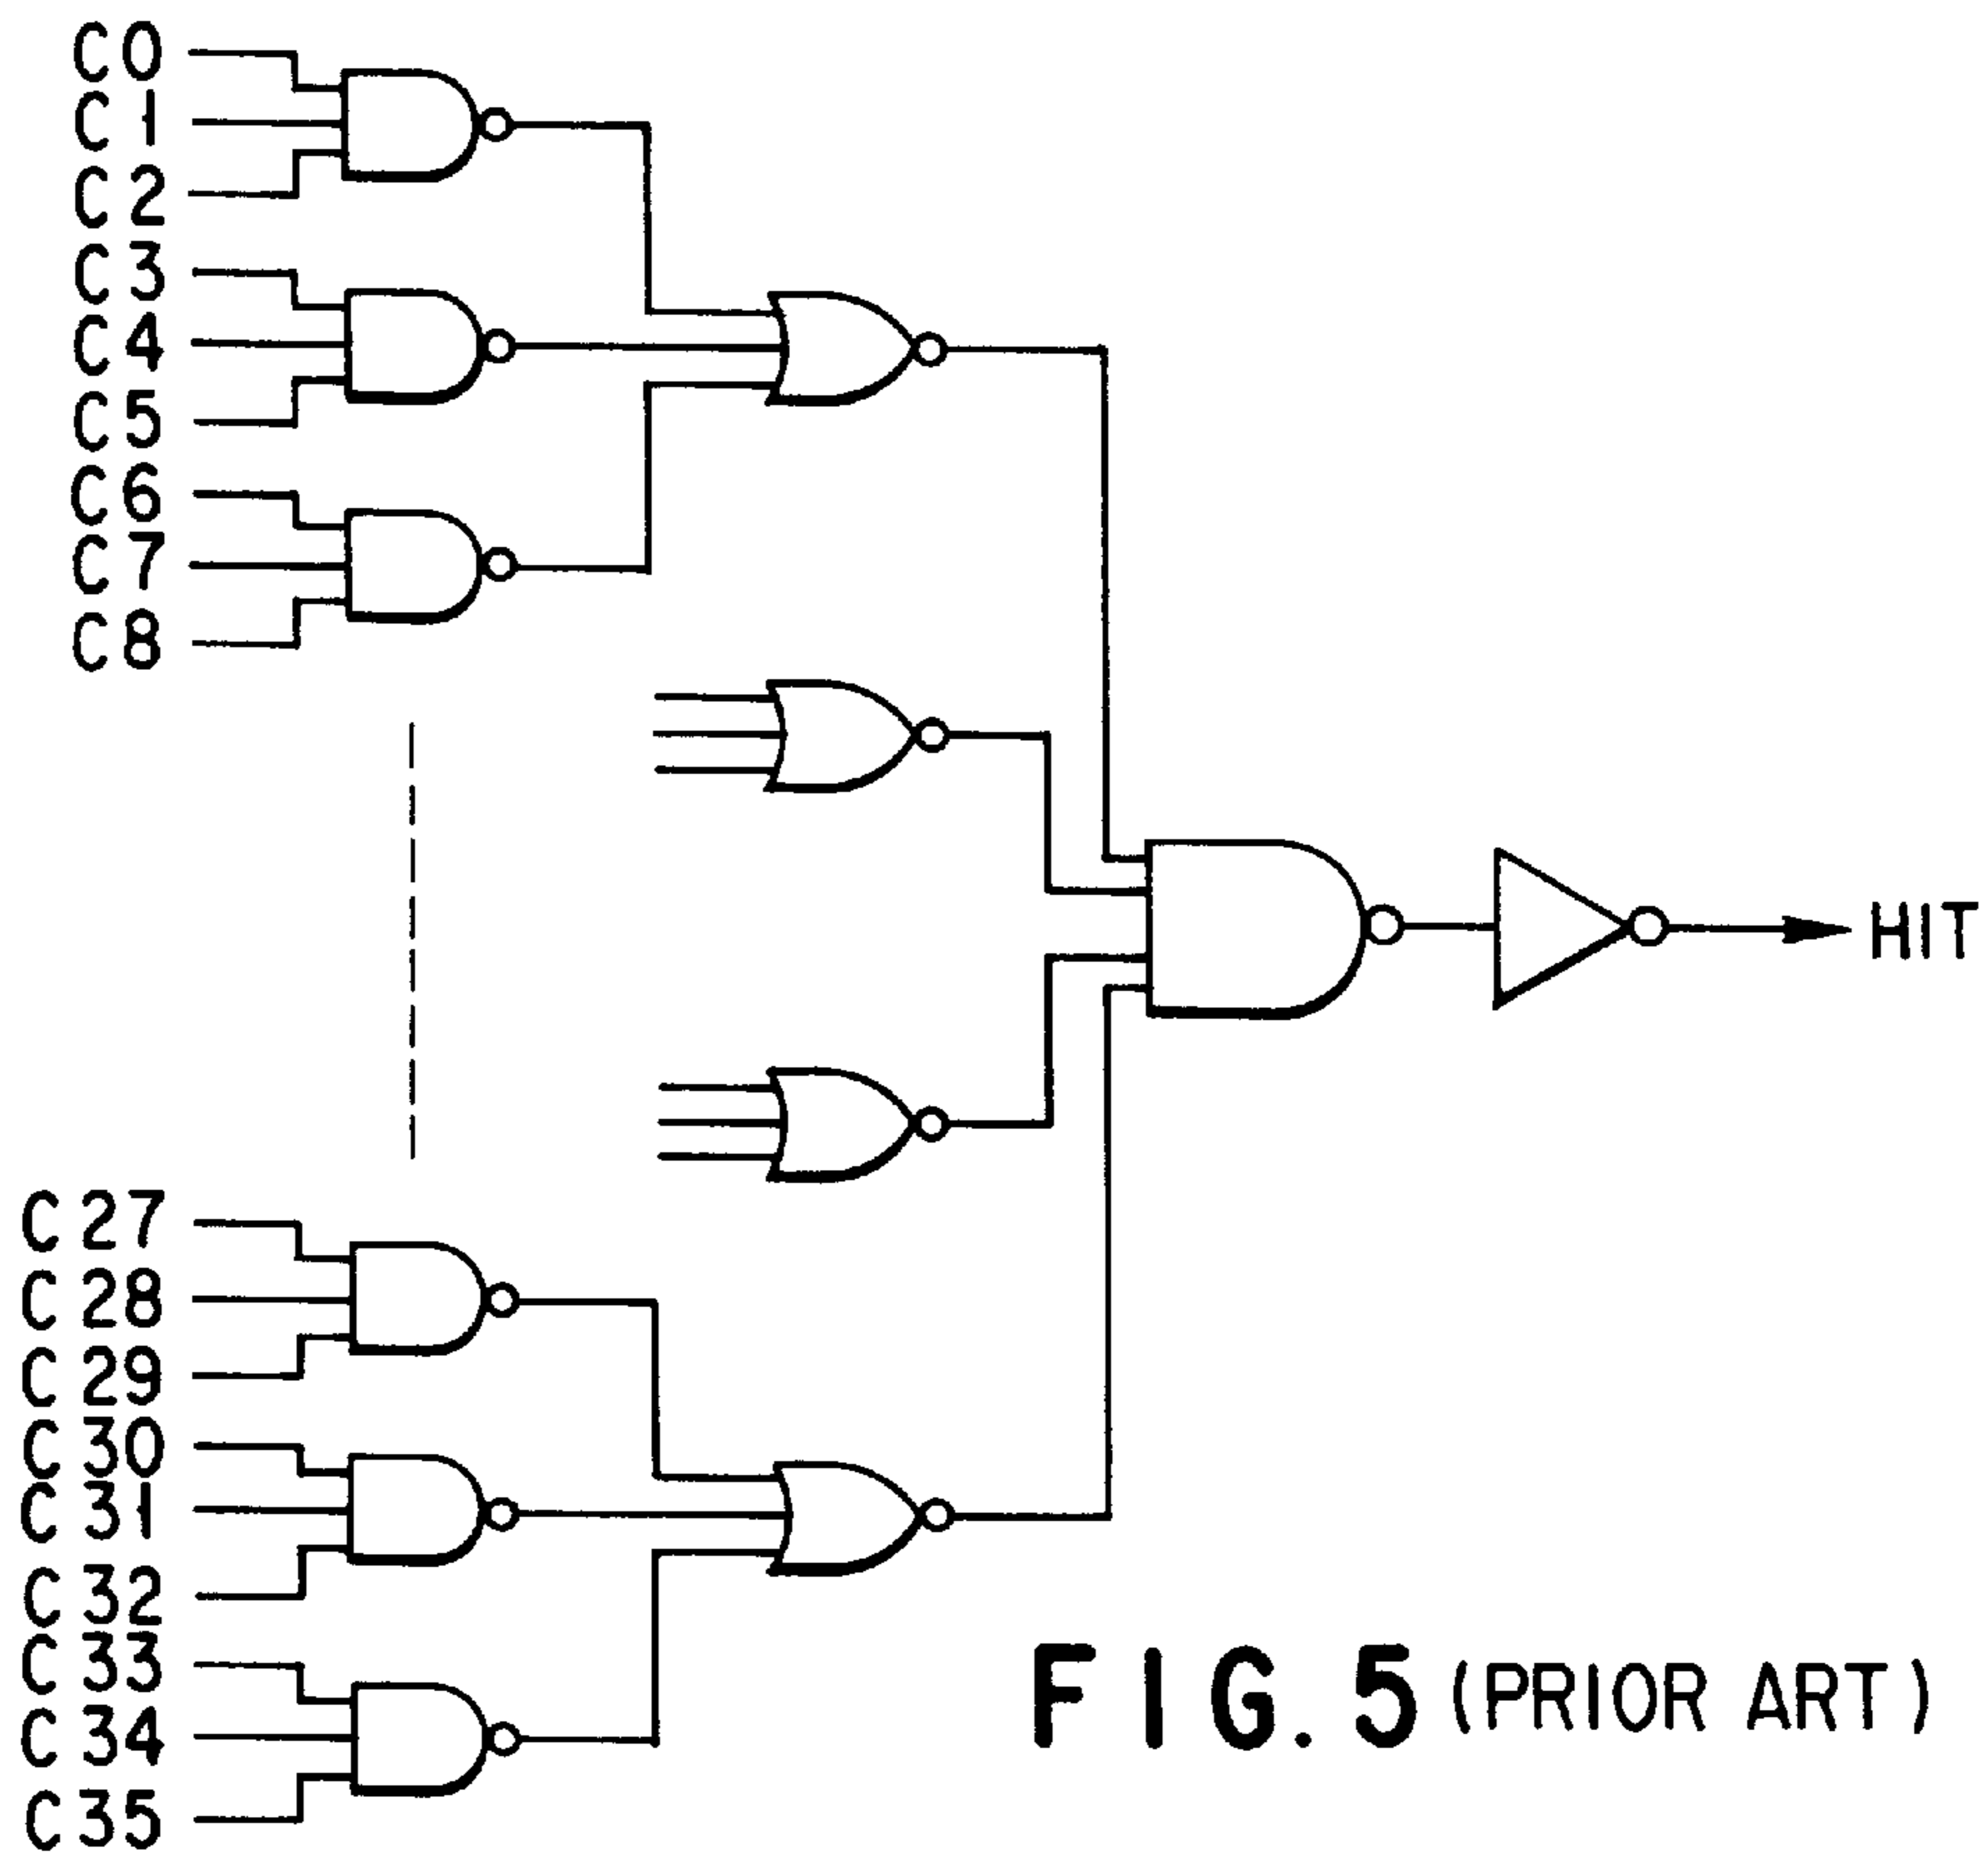 C0
C1
C2
C3
C4
C5
C6
C7
C8
HIT
C27
C28
C29
C30
C31
C32
C33
C34
C35
FIG. 5 (PRIOR ART)